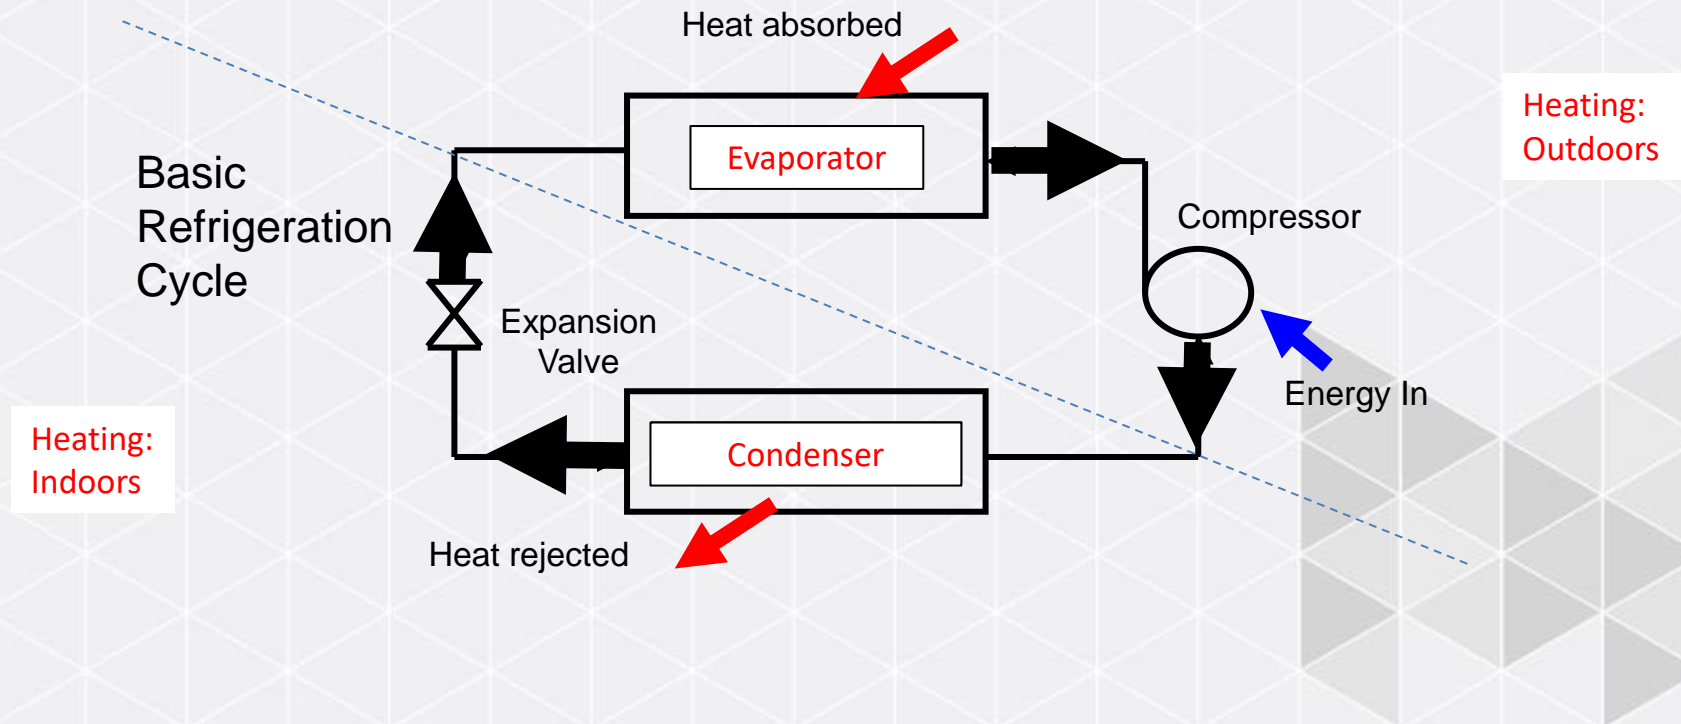 Heat absorbed
Heating:
Outdoors
Evaporator
Basic
Refrigeration
Cycle
Compressor
Expansion
Valve
Energy In
Heating:
Indoors
Condenser
Heat rejected